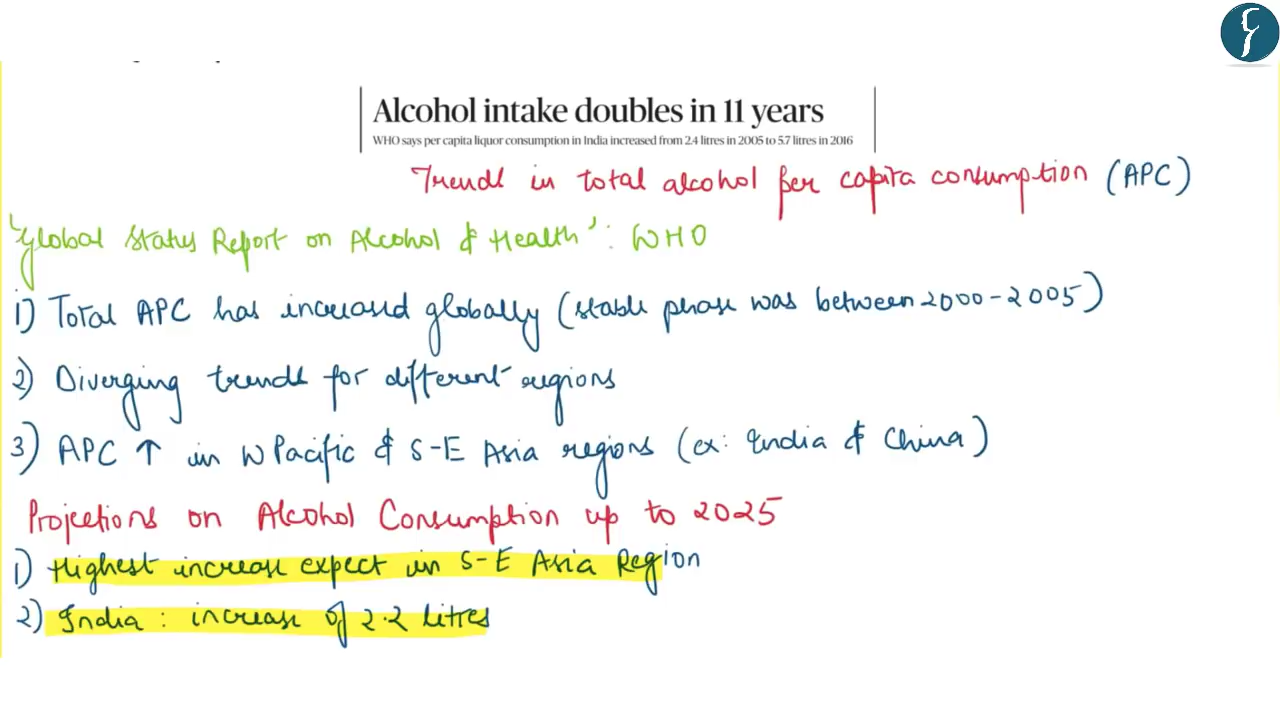 Alcohol intake doubles in 11 years
WHO says per capita liquor consumption in India increased from 2.4 litres in 2005 to 5.7 litres in 2016
Trends in total alcohol per capita consumption (APC)
'Global Status Report on Alcohol & Health': WHO
1) Total APC has increased globally (stable phase was between 2000-2005)
2) Diverging trends for different regions
3) APC ↑ in W Pacific & S-E Asia regions (ex: India & China)
Projections on Alcohol Consumption up to 2025
1) Highest increase expect in S-E Asia Region
2) India: increase of 2.2 litres